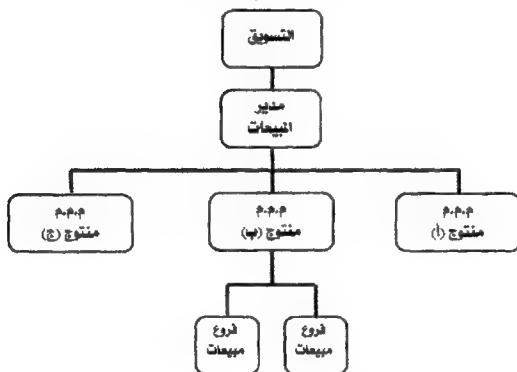 التسويق
مدير
المبيعات
م.م.م
منتوج (أ)
م.م.م
منتوج (ب)
م.م.م
منتوج (ج)
فروع
مبيعات
فروع
مبيعات